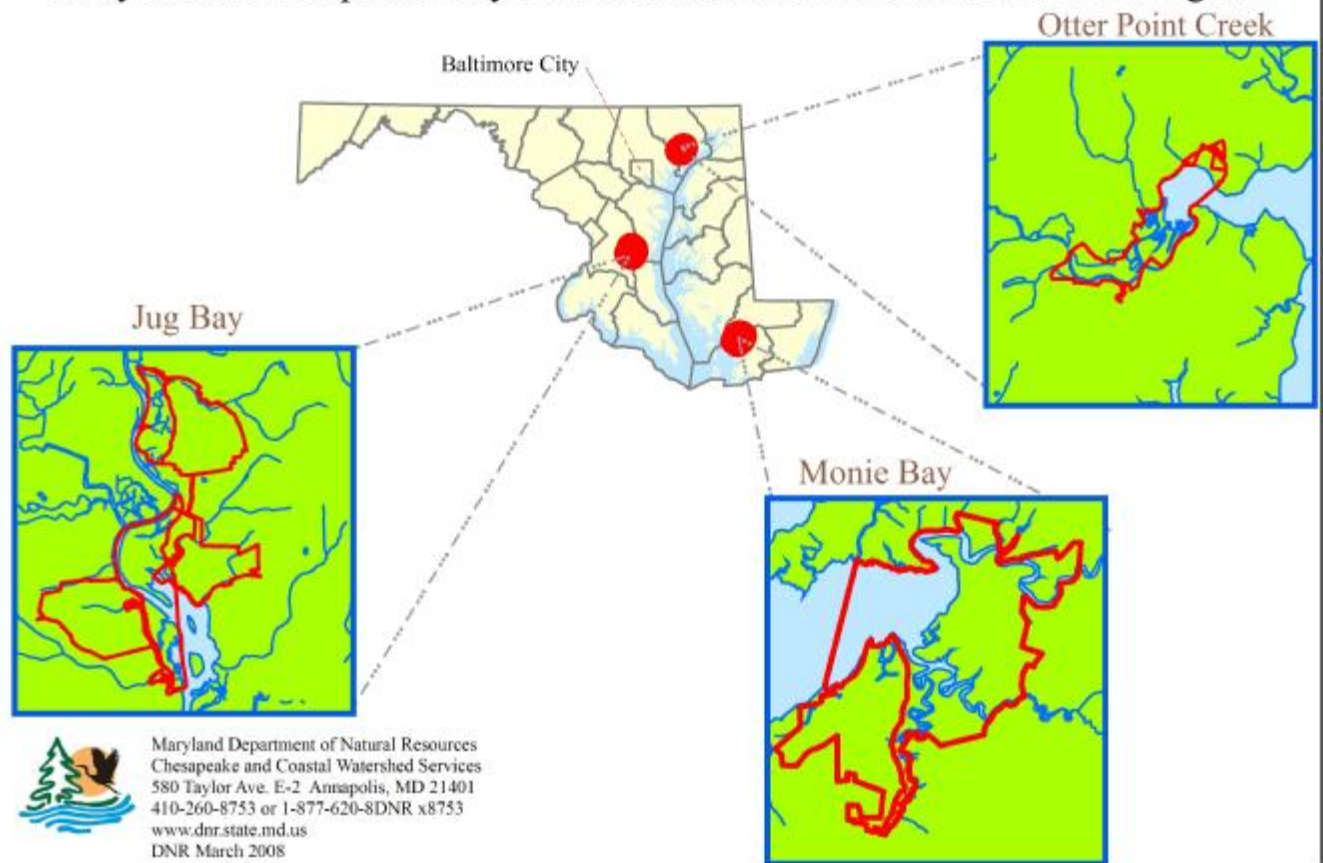 Otter Point Creek
Baltimore City
Jug Bay
Monie Bay
Maryland Department of Natural Resources
Chesapeake and Coastal Watershed Services
580 Taylor Ave. E-2 Annapolis, MD 21401
410-260-8753 or 1-877-620-8DNR x8753
www.dnr.state.md.us
DNR March 2008